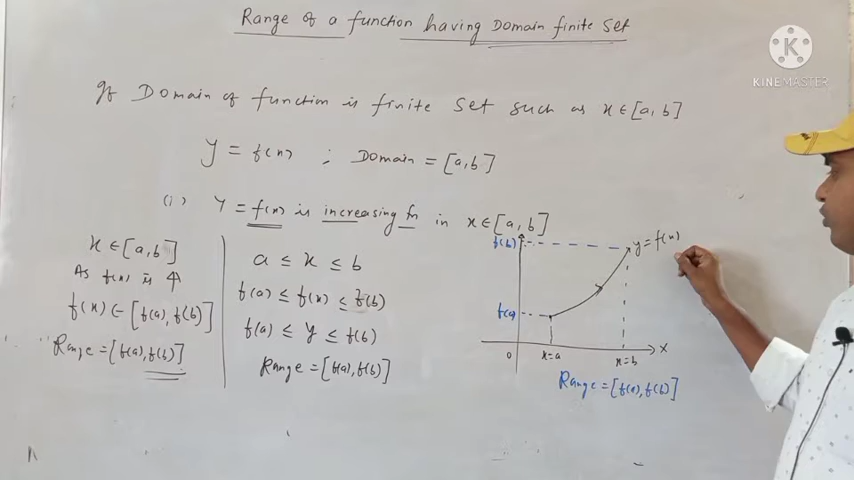 Range of a function having Domain finite set
K
KINEMASTER
If Domain of function is finite Set such as x ∈ [a, b]
y = f(x) ; Domain = [a, b]
(i) Y = f(x) is increasing fn in x ∈ [a, b]
x ∈ [a, b]
As f(x) is ↑
f(x) ∈ [f(a), f(b)]
Range = [f(a), f(b)]
a ≤ x ≤ b
f(a) ≤ f(x) ≤ f(b)
f(a) ≤ y ≤ f(b)
Range = [f(a), f(b)]
f(b)
y = f(x)
f(a)
0
x=a
x=b
X
Range = [f(a), f(b)]